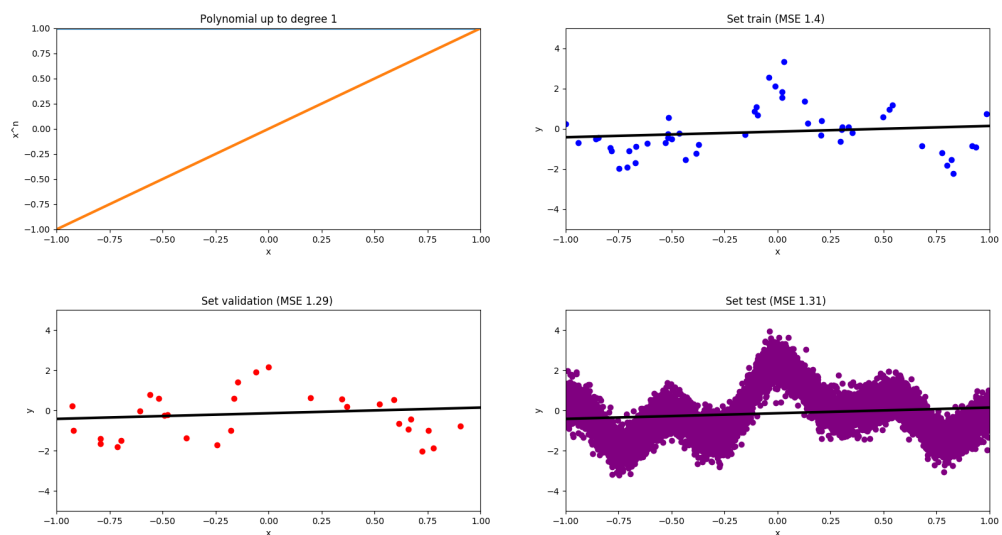 Polynomial up to degree 1
1.00
0.75
0.50
0.25
0.00
−0.25
−0.50
−0.75
−1.00
x^n
−1.00 −0.75 −0.50 −0.25 0.00 0.25 0.50 0.75 1.00
x
Set train (MSE 1.4)
4
2
0
−2
−4
y
−1.00 −0.75 −0.50 −0.25 0.00 0.25 0.50 0.75 1.00
x
Set validation (MSE 1.29)
4
2
0
−2
−4
y
−1.00 −0.75 −0.50 −0.25 0.00 0.25 0.50 0.75 1.00
x
Set test (MSE 1.31)
4
2
0
−2
−4
y
−1.00 −0.75 −0.50 −0.25 0.00 0.25 0.50 0.75 1.00
x